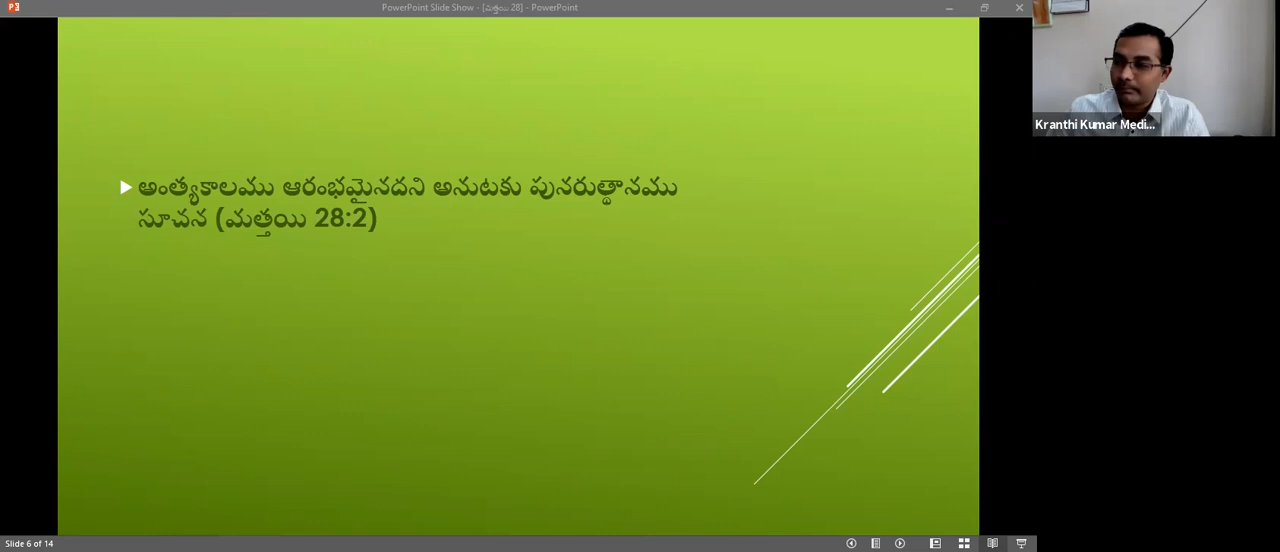 PowerPoint Slide Show - [మత్తయి 28] - PowerPoint
అంత్యకాలము ఆరంభమైనదని అనుటకు పునరుత్థానము
సూచన (మత్తయి 28:2)
Kranthi Kumar Medi...
Slide 6 of 14